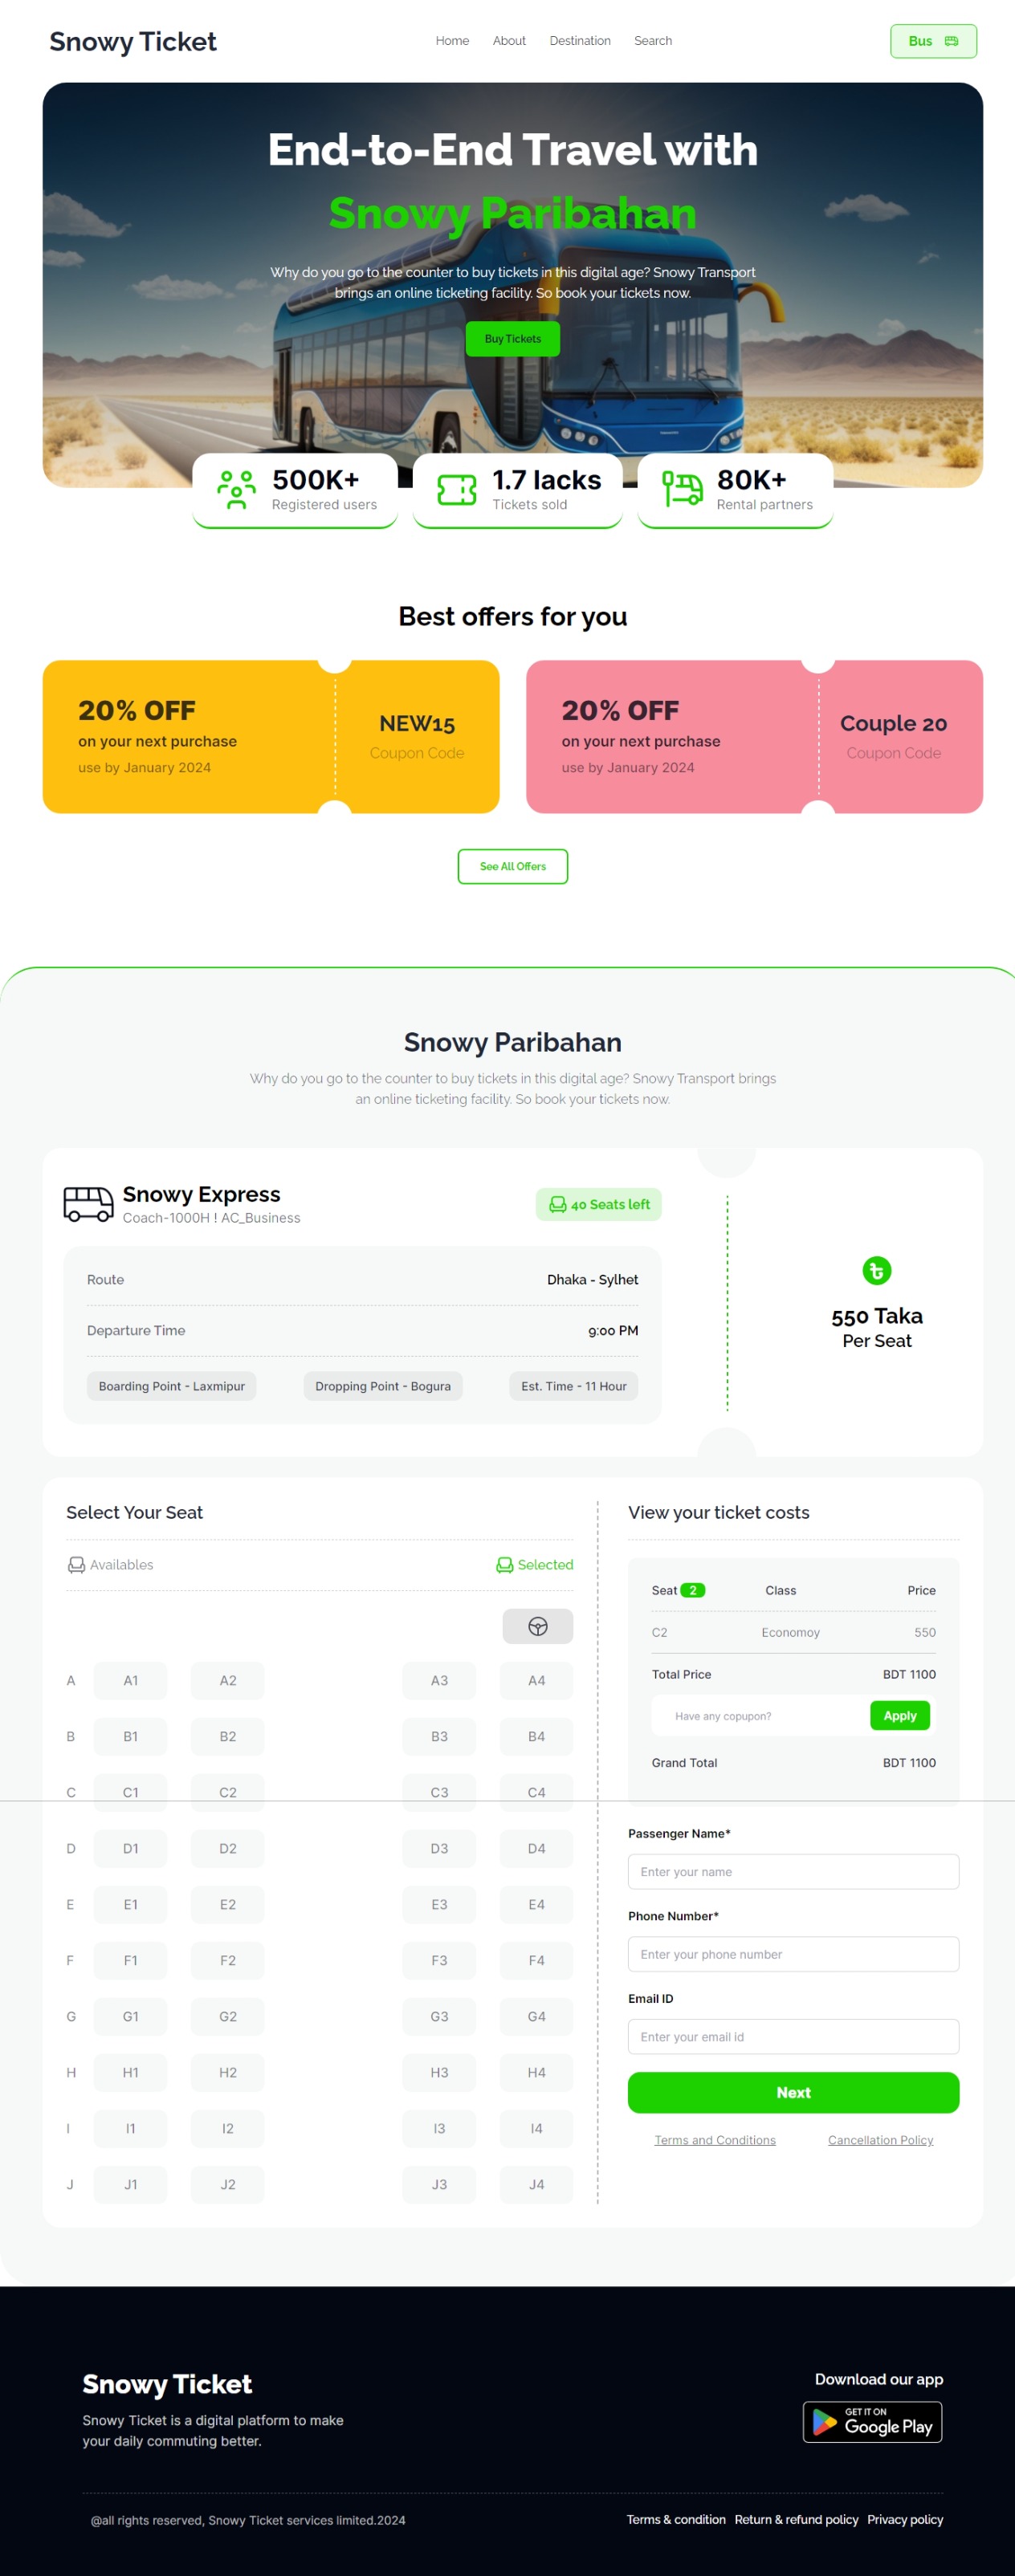 Snowy Ticket
Home About Destination Search
Bus
End-to-End Travel with
Snowy Paribahan
Why do you go to the counter to buy tickets in this digital age? Snowy Transport
brings an online ticketing facility. So book your tickets now.
Buy Tickets
500K+
Registered users
1.7 lacks
Tickets sold
80K+
Rental partners
Best offers for you
20% OFF
on your next purchase
use by January 2024
NEW15
Coupon Code
20% OFF
on your next purchase
use by January 2024
Couple 20
Coupon Code
See All Offers
Snowy Paribahan
Why do you go to the counter to buy tickets in this digital age? Snowy Transport brings
an online ticketing facility. So book your tickets now.
Snowy Express
Coach-1000H ! AC_Business
40 Seats left
Route Dhaka - Sylhet
Departure Time 9:00 PM
Boarding Point - Laxmipur Dropping Point - Bogura Est. Time - 11 Hour
550 Taka
Per Seat
Select Your Seat
Availables Selected
A A1 A2 A3 A4
B B1 B2 B3 B4
C C1 C2 C3 C4
D D1 D2 D3 D4
E E1 E2 E3 E4
F F1 F2 F3 F4
G G1 G2 G3 G4
H H1 H2 H3 H4
I I1 I2 I3 I4
J J1 J2 J3 J4
View your ticket costs
Seat 2 Class Price
C2 Economoy 550
Total Price BDT 1100
Have any copupon? Apply
Grand Total BDT 1100
Passenger Name*
Enter your name
Phone Number*
Enter your phone number
Email ID
Enter your email id
Next
Terms and Conditions Cancellation Policy
Snowy Ticket
Snowy Ticket is a digital platform to make
your daily commuting better.
Download our app
GET IT ON
Google Play
@all rights reserved, Snowy Ticket services limited.2024
Terms & condition Return & refund policy Privacy policy